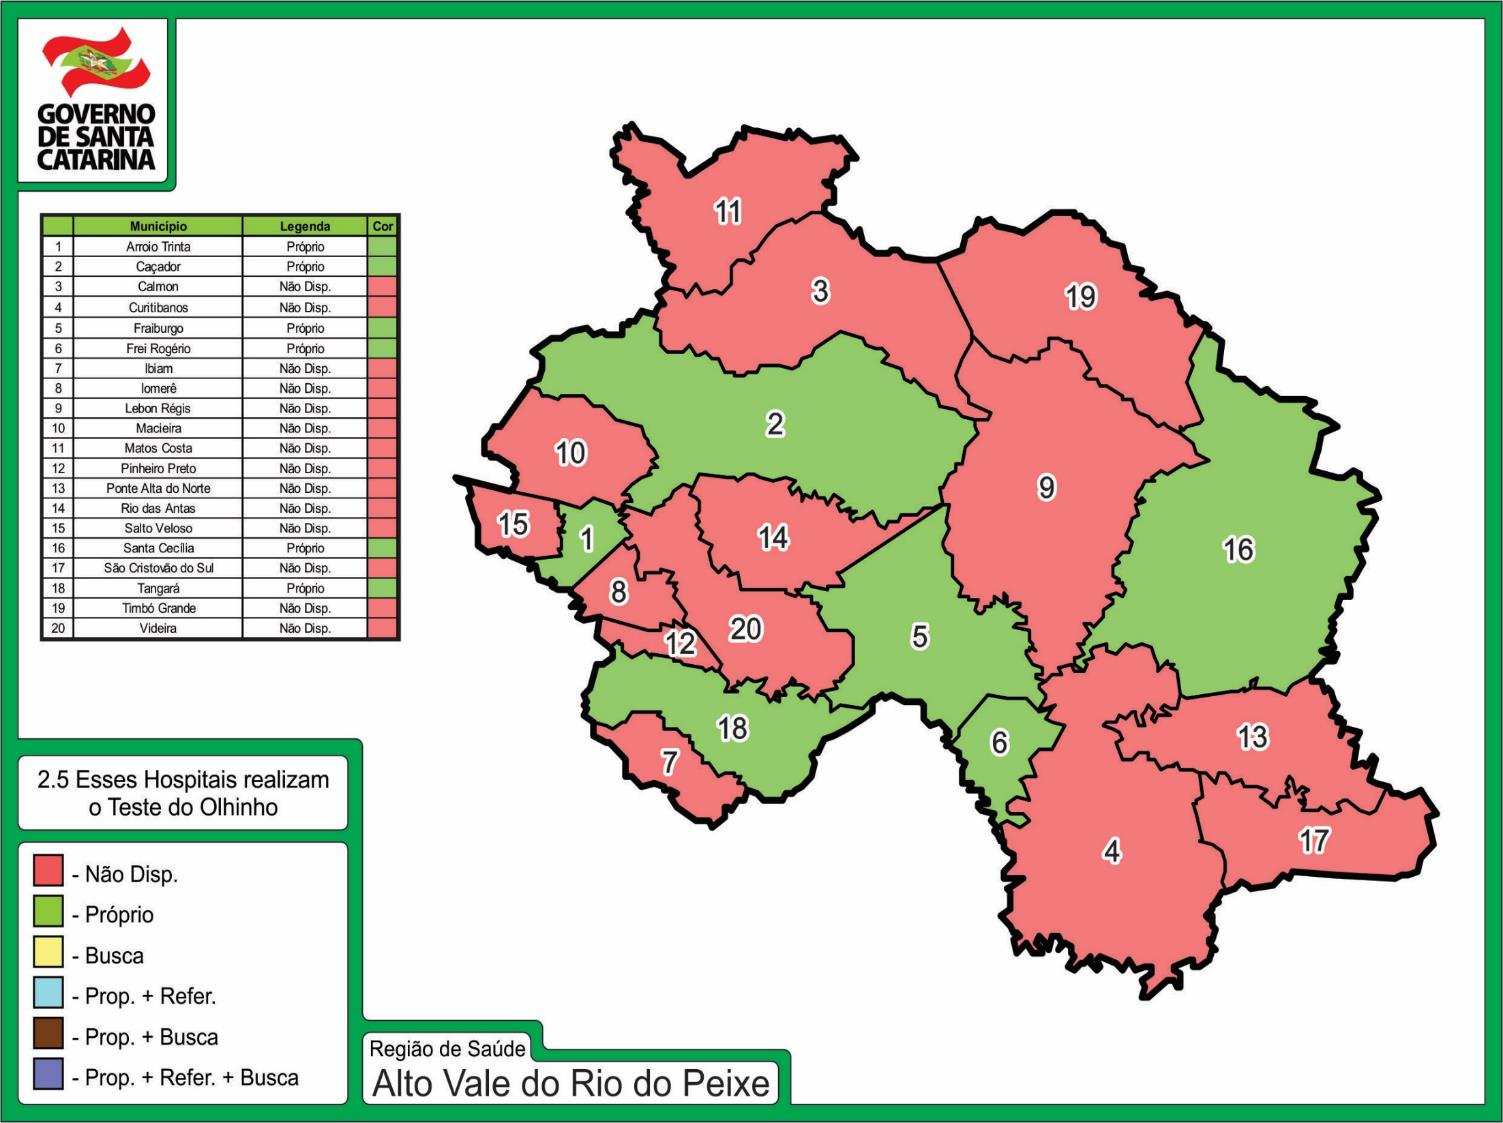 GOVERNO
DE SANTA
CATARINA
Município Legenda Cor
1 Arroio Trinta Próprio
2 Caçador Próprio
3 Calmon Não Disp.
4 Curitibanos Não Disp.
5 Fraiburgo Próprio
6 Frei Rogério Próprio
7 Ibiam Não Disp.
8 Iomerê Não Disp.
9 Lebon Régis Não Disp.
10 Macieira Não Disp.
11 Matos Costa Não Disp.
12 Pinheiro Preto Não Disp.
13 Ponte Alta do Norte Não Disp.
14 Rio das Antas Não Disp.
15 Salto Veloso Não Disp.
16 Santa Cecília Próprio
17 São Cristovão do Sul Não Disp.
18 Tangará Próprio
19 Timbó Grande Não Disp.
20 Videira Não Disp.
11
3
19
2
10
9
15
1
14
16
8
20
12
5
18
6
13
7
4
17
2.5 Esses Hospitais realizam
o Teste do Olhinho
- Não Disp.
- Próprio
- Busca
- Prop. + Refer.
- Prop. + Busca
- Prop. + Refer. + Busca
Região de Saúde
Alto Vale do Rio do Peixe